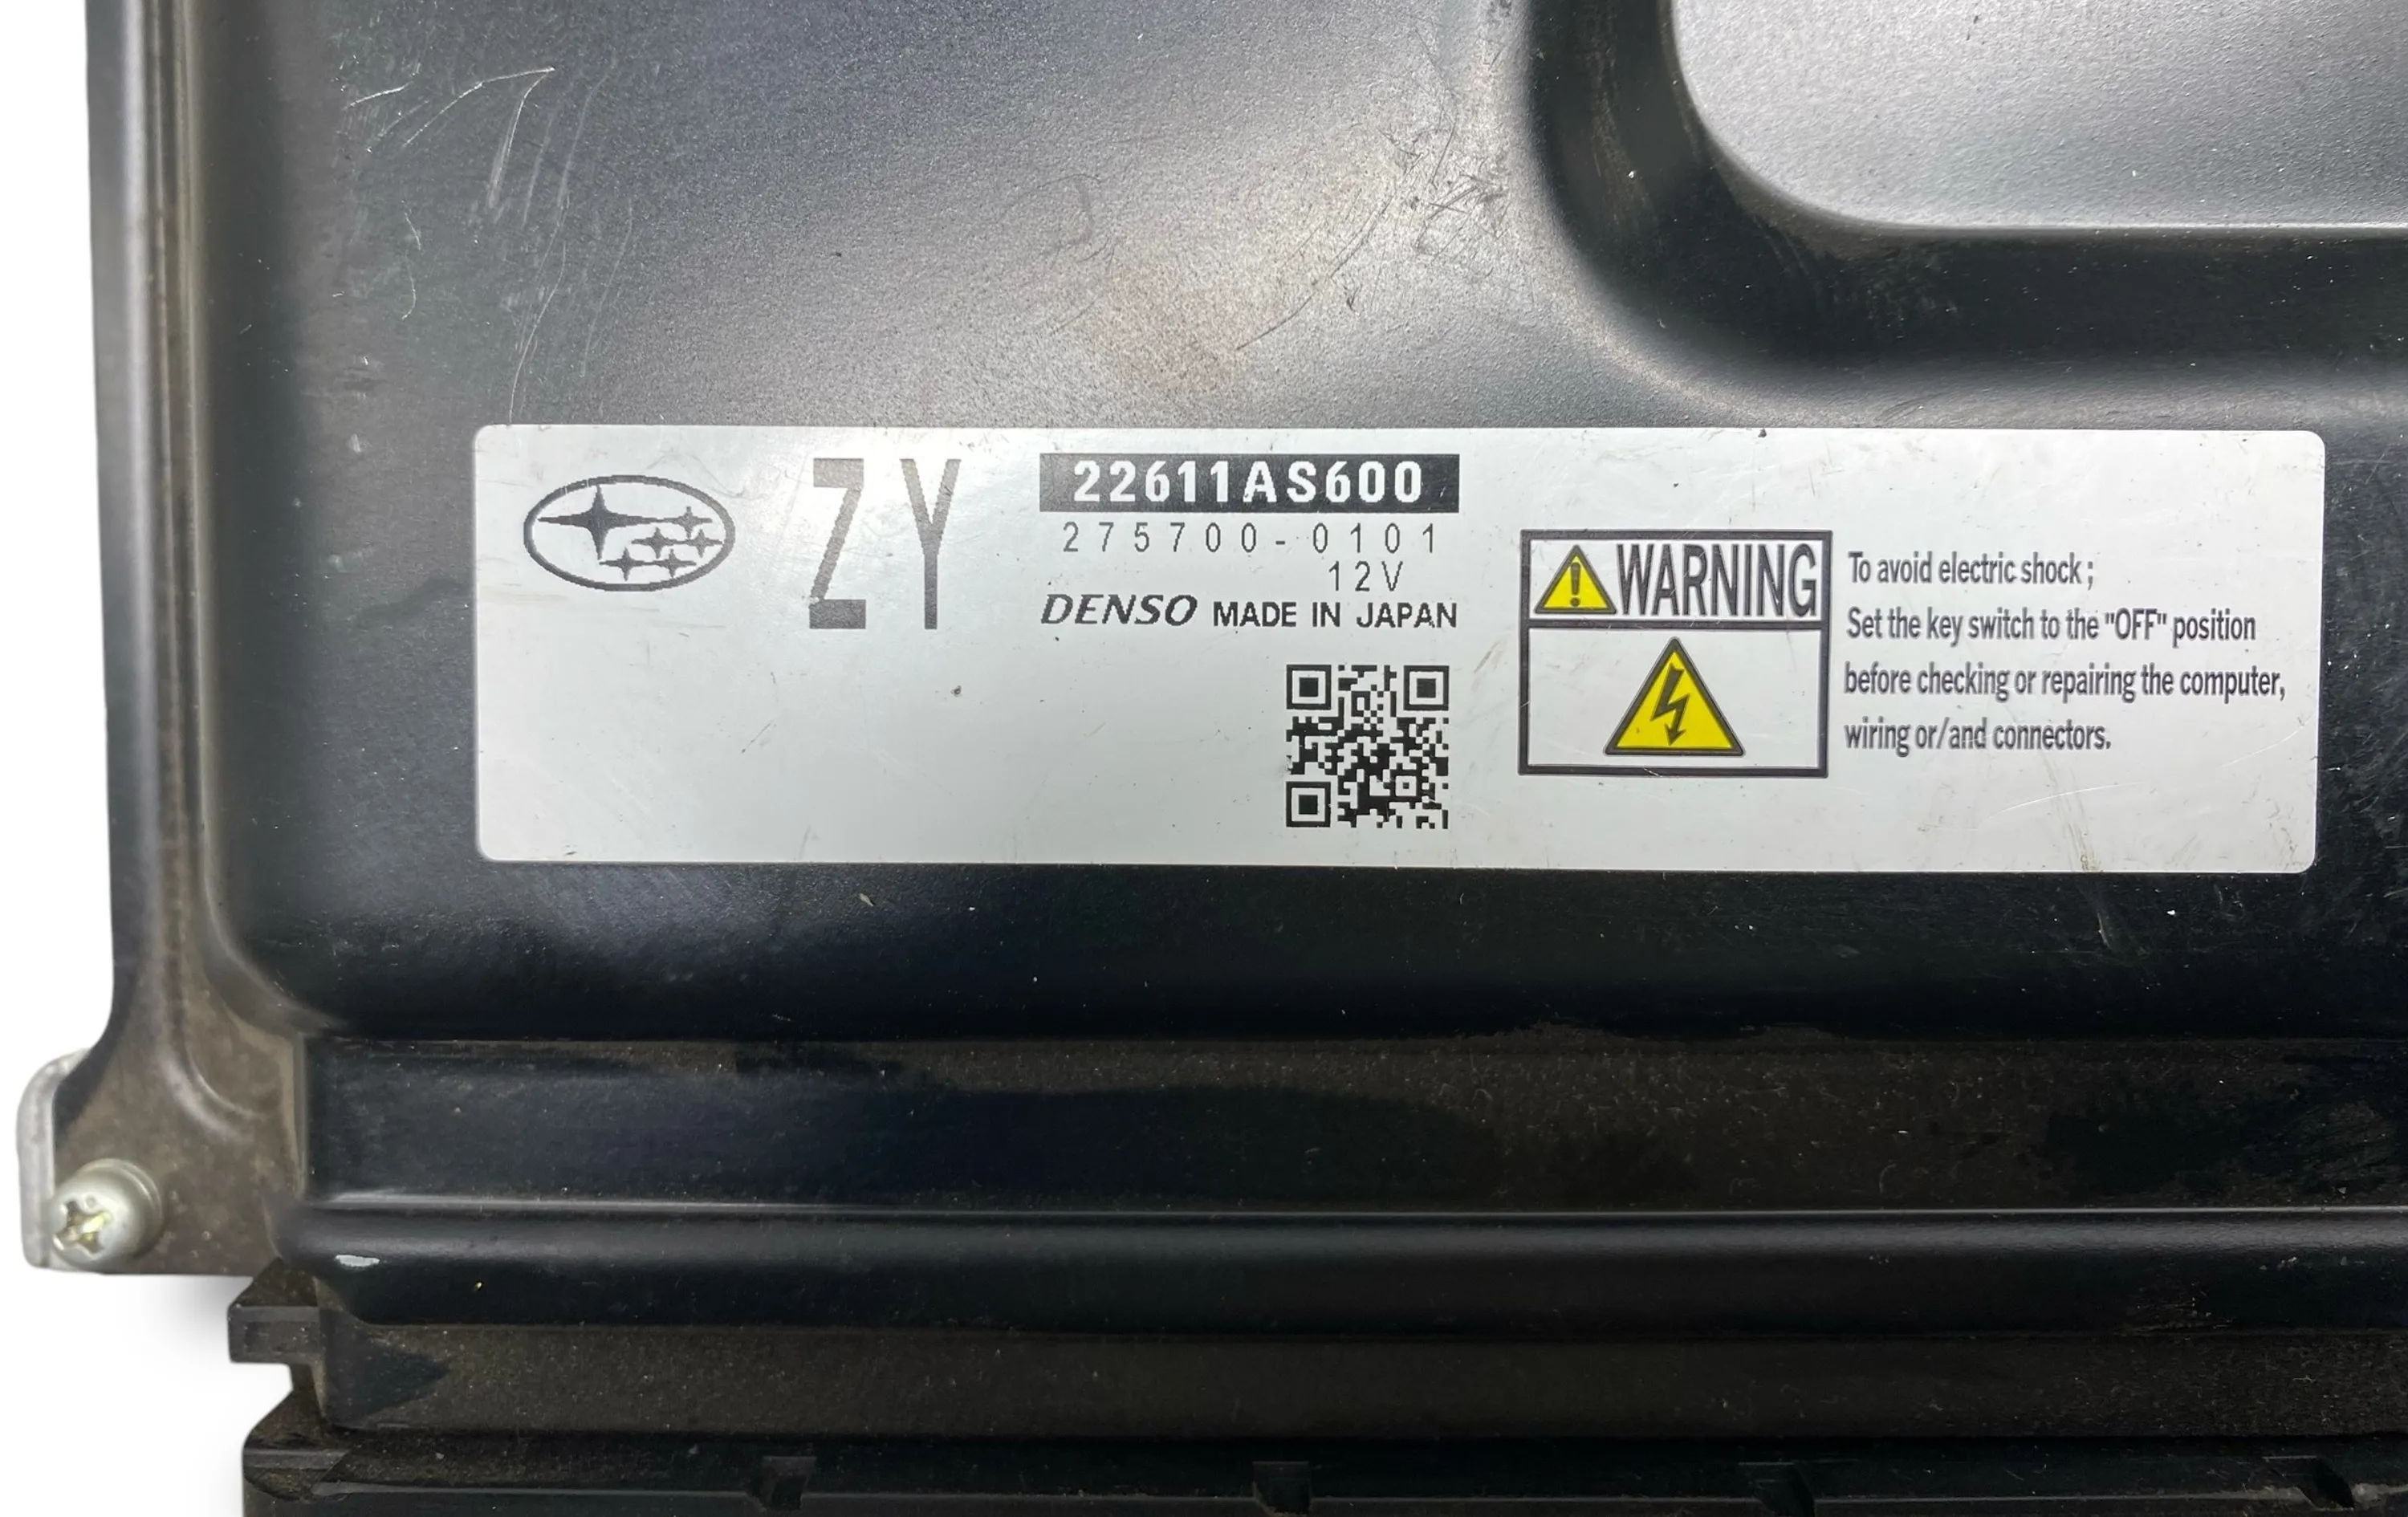 ZY
22611AS600
275700-0101
12V
DENSO MADE IN JAPAN
WARNING
To avoid electric shock ;
Set the key switch to the "OFF" position
before checking or repairing the computer,
wiring or/and connectors.